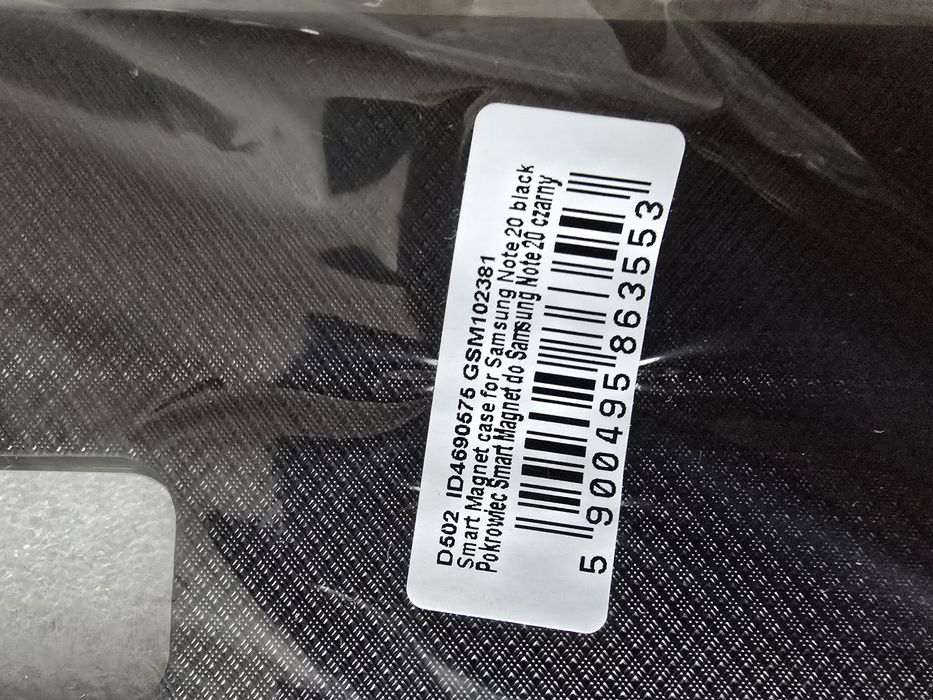 D502 ID4690575 GSM102381
Smart Magnet case for Samsung Note 20 black
Pokrowiec Smart Magnet do Samsung Note 20 czarny
5 900495 863553